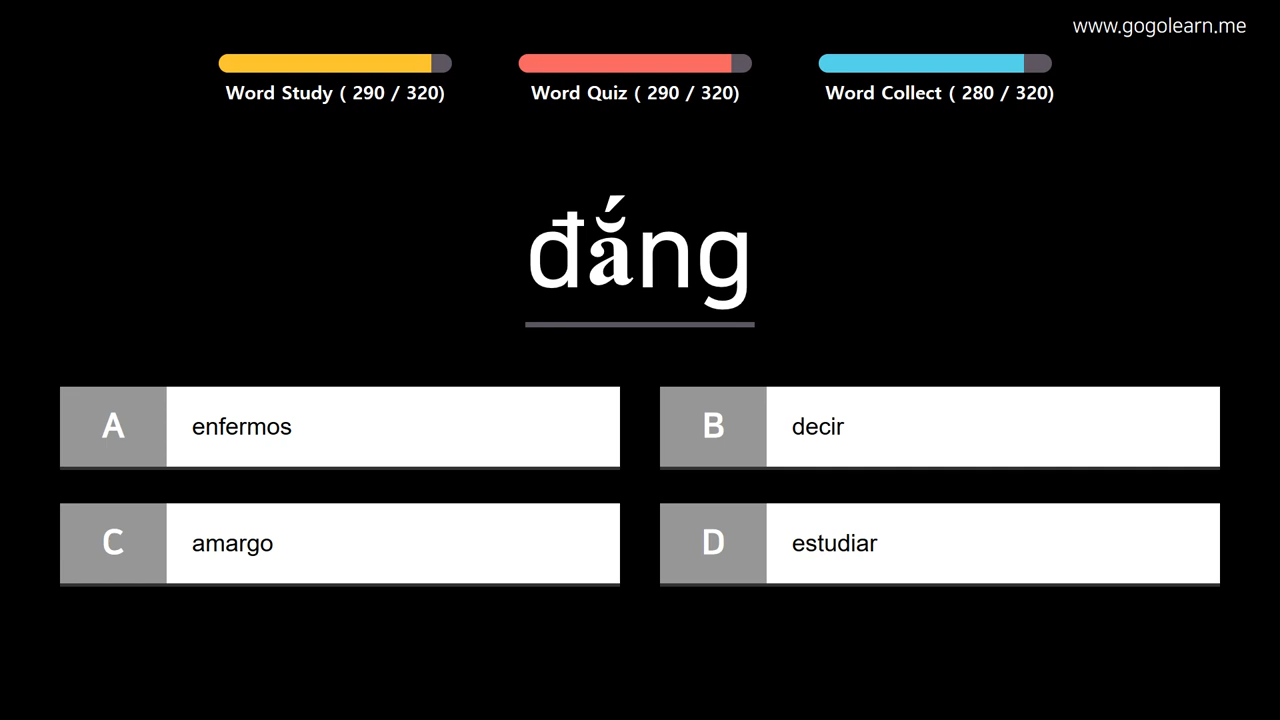 www.gogolearn.me
Word Study ( 290 / 320)
Word Quiz ( 290 / 320)
Word Collect ( 280 / 320)
đắng
A enfermos
B decir
C amargo
D estudiar